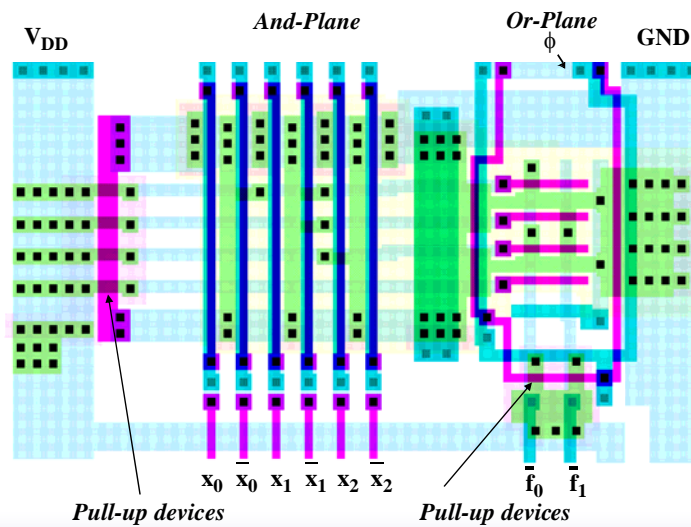 And-Plane Or-Plane
V_DD ϕ GND
x₀ x̄₀ x₁ x̄₁ x₂ x̄₂ f̄₀ f̄₁
Pull-up devices Pull-up devices